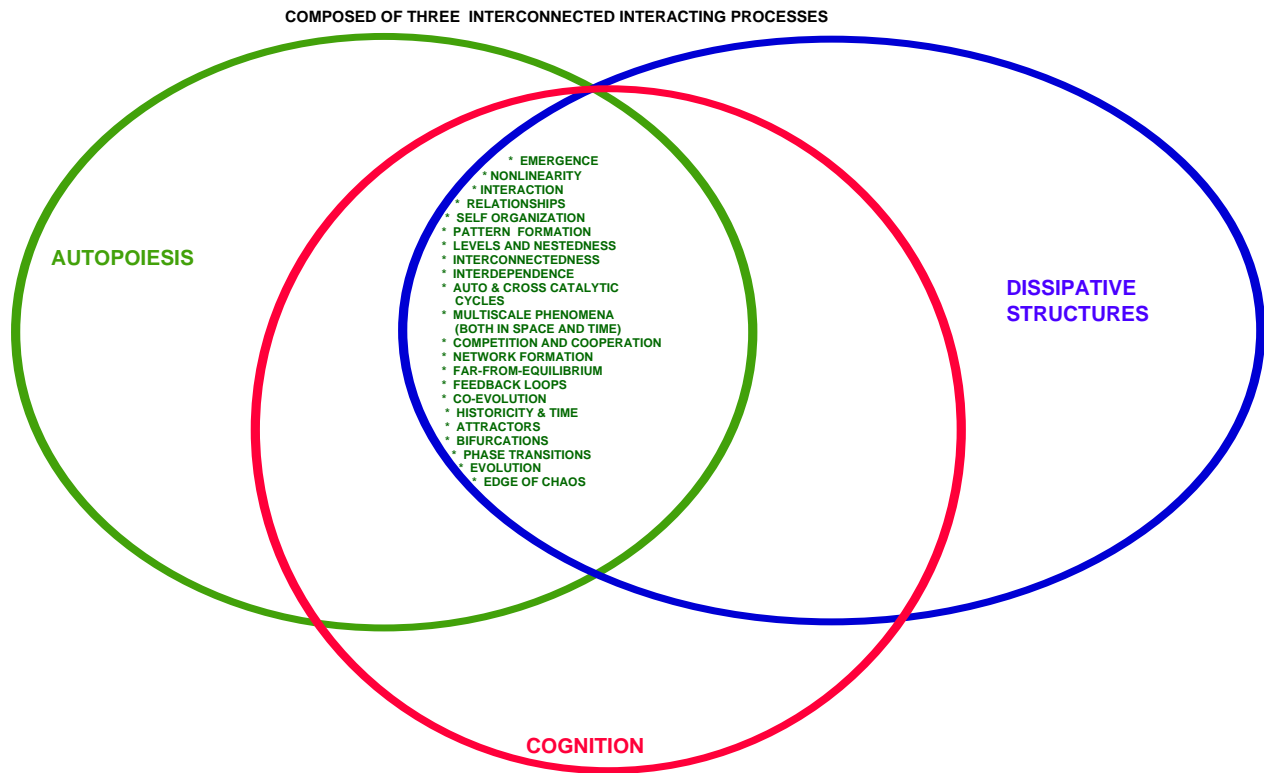 COMPOSED OF THREE INTERCONNECTED INTERACTING PROCESSES
* EMERGENCE
* NONLINEARITY
* INTERACTION
* RELATIONSHIPS
* SELF ORGANIZATION
* PATTERN FORMATION
* LEVELS AND NESTEDNESS
* INTERCONNECTEDNESS
* INTERDEPENDENCE
* AUTO & CROSS CATALYTIC
CYCLES
* MULTISCALE PHENOMENA
(BOTH IN SPACE AND TIME)
* COMPETITION AND COOPERATION
* NETWORK FORMATION
* FAR-FROM-EQUILIBRIUM
* FEEDBACK LOOPS
* CO-EVOLUTION
* HISTORICITY & TIME
* ATTRACTORS
* BIFURCATIONS
* PHASE TRANSITIONS
* EVOLUTION
* EDGE OF CHAOS
AUTOPOIESIS
DISSIPATIVE
STRUCTURES
COGNITION